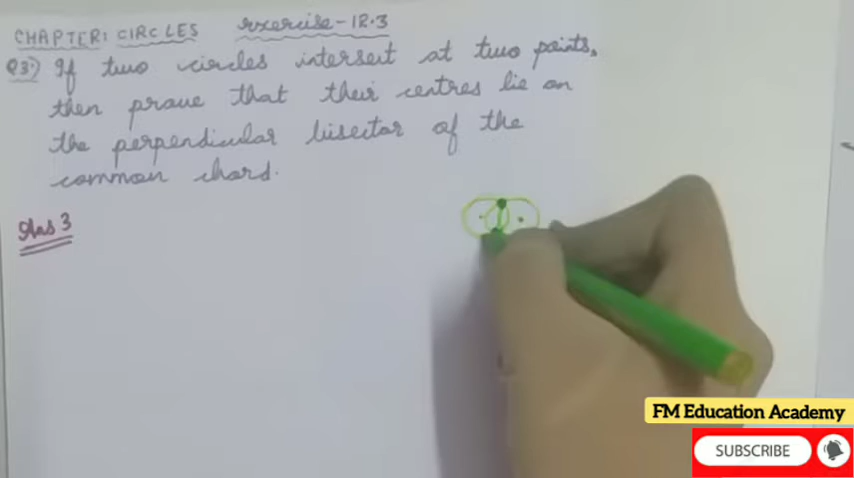 CHAPTER: CIRCLES exercise-12.3
Q3·) If two circles intersect at two points,
then prove that their centres lie on
the perpendicular bisector of the
common chord.
Ans 3
FM Education Academy
SUBSCRIBE